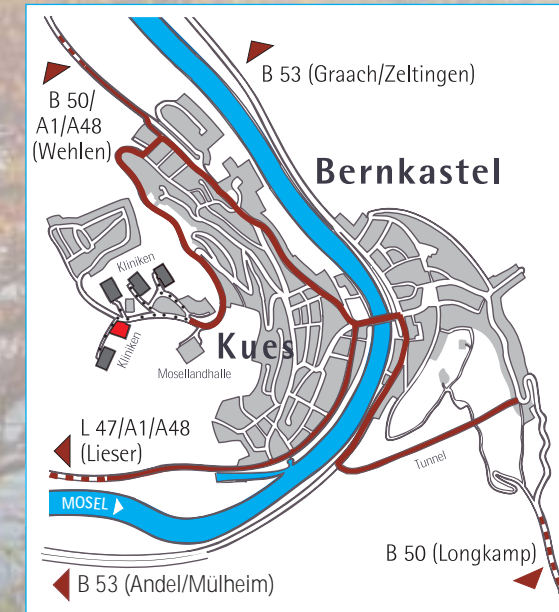 B 53 (Graach/Zeltingen)
B 50/
A1/A48
(Wehlen)
Bernkastel
Kliniken
Kliniken
Kues
Mosellandhalle
L 47/A1/A48
(Lieser)
Tunnel
MOSEL
B 50 (Longkamp)
B 53 (Andel/Mülheim)